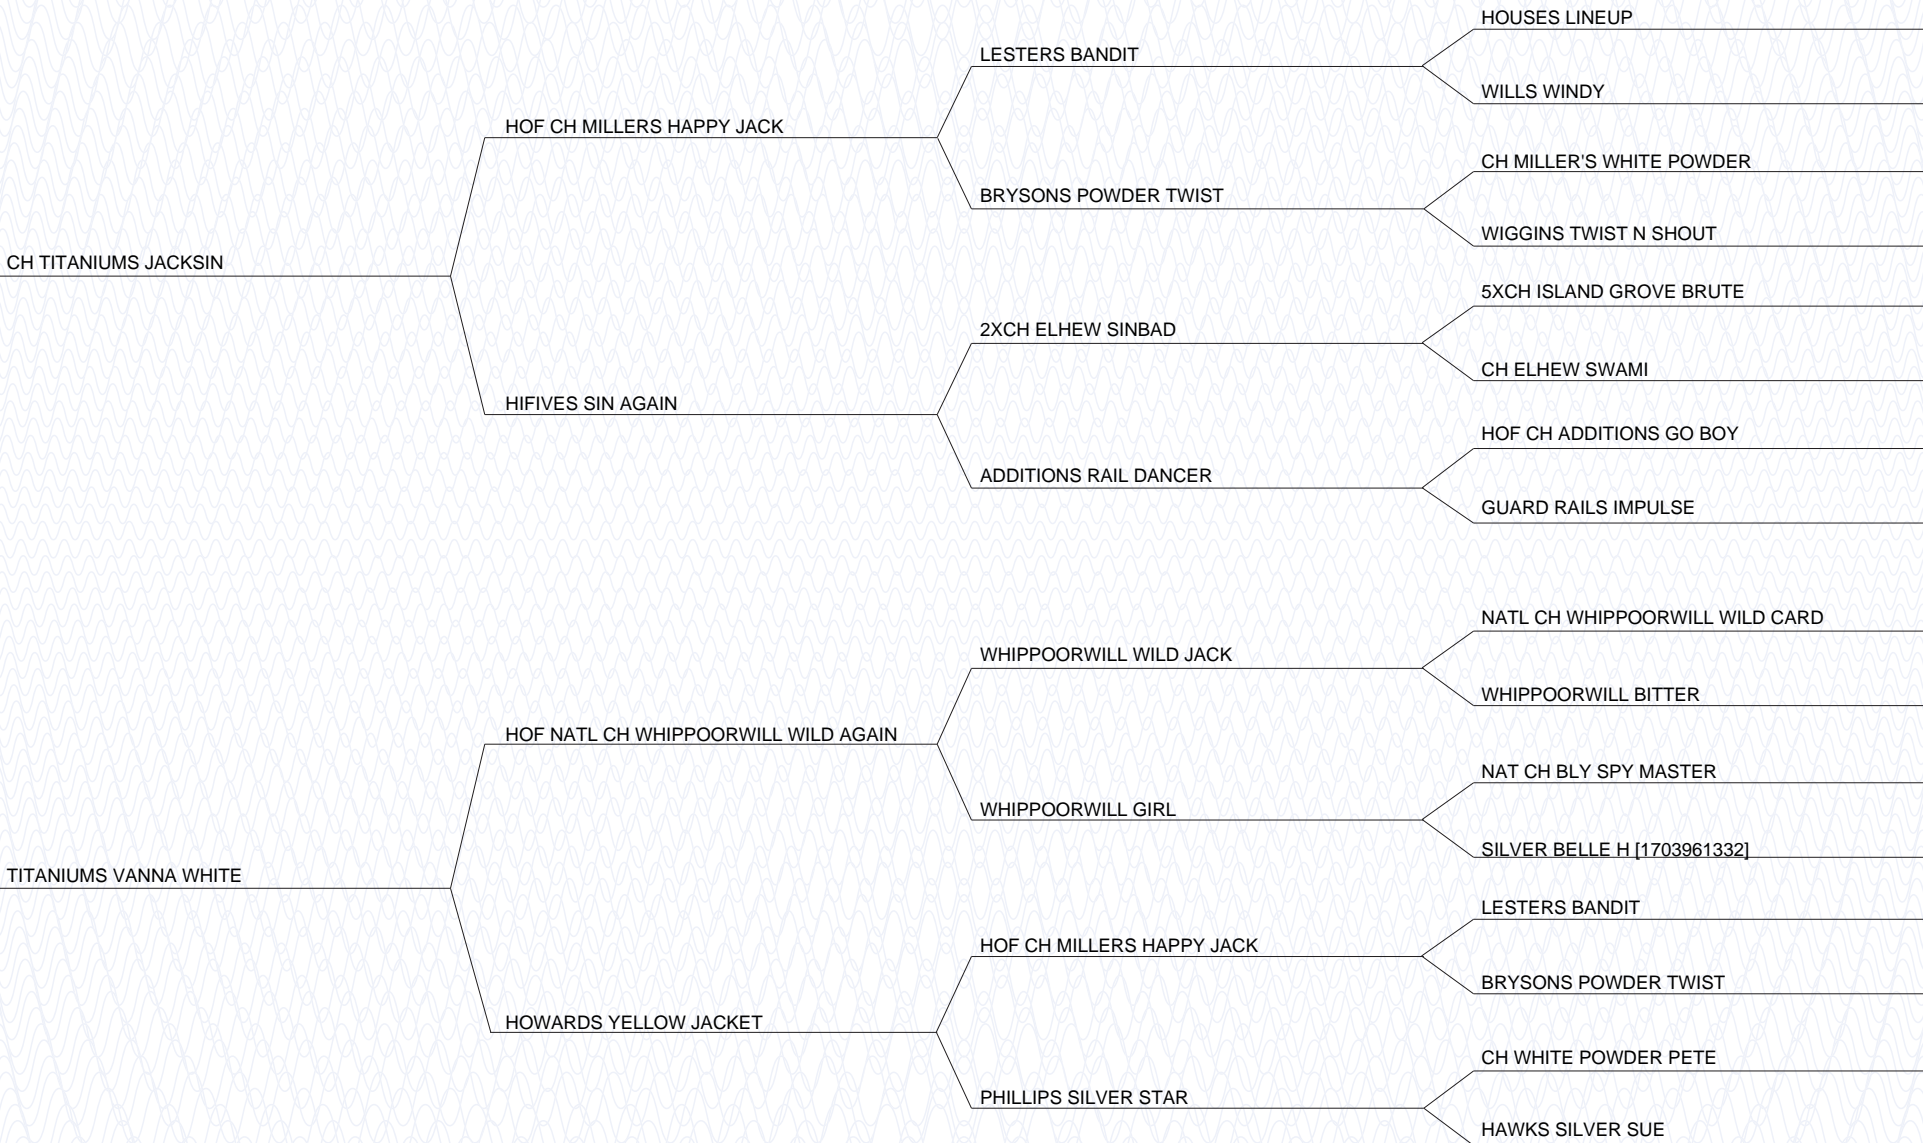 HOUSES LINEUP
LESTERS BANDIT
WILLS WINDY
HOF CH MILLERS HAPPY JACK
CH MILLER'S WHITE POWDER
BRYSONS POWDER TWIST
WIGGINS TWIST N SHOUT
CH TITANIUMS JACKSIN
5XCH ISLAND GROVE BRUTE
2XCH ELHEW SINBAD
CH ELHEW SWAMI
HIFIVES SIN AGAIN
HOF CH ADDITIONS GO BOY
ADDITIONS RAIL DANCER
GUARD RAILS IMPULSE
NATL CH WHIPPOORWILL WILD CARD
WHIPPOORWILL WILD JACK
WHIPPOORWILL BITTER
HOF NATL CH WHIPPOORWILL WILD AGAIN
NAT CH BLY SPY MASTER
WHIPPOORWILL GIRL
SILVER BELLE H [1703961332]
TITANIUMS VANNA WHITE
LESTERS BANDIT
HOF CH MILLERS HAPPY JACK
BRYSONS POWDER TWIST
HOWARDS YELLOW JACKET
CH WHITE POWDER PETE
PHILLIPS SILVER STAR
HAWKS SILVER SUE